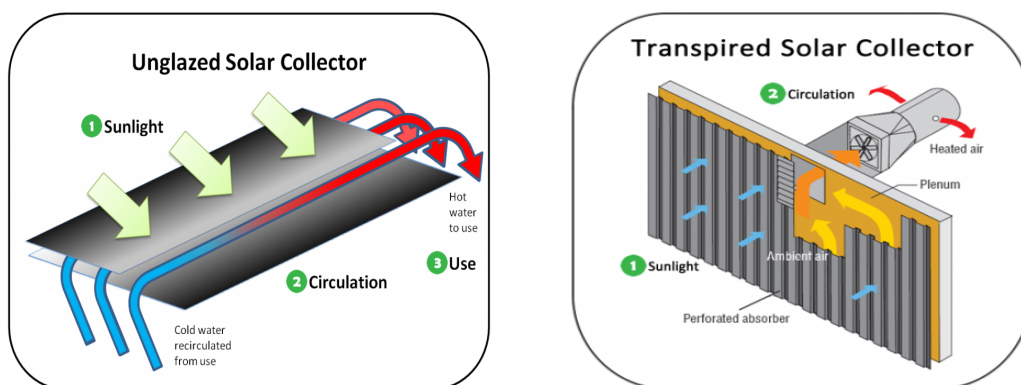 Unglazed Solar Collector
1 Sunlight
Hot
water
to use
3 Use
2 Circulation
Cold water
recirculated
from use
Transpired Solar Collector
2 Circulation
Heated air
Plenum
Ambient air
1 Sunlight
Perforated absorber